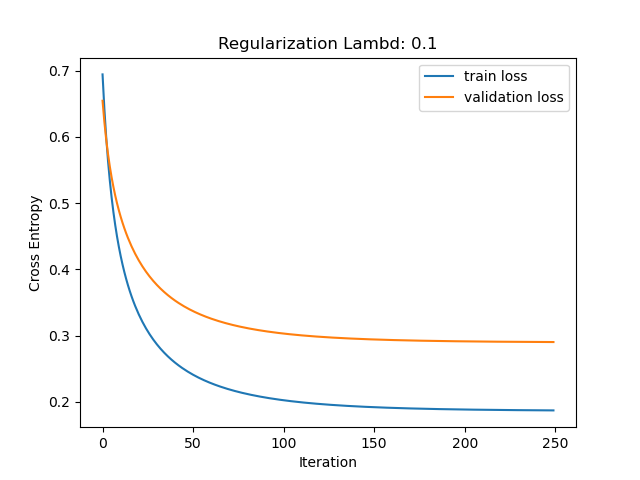 Regularization Lambd: 0.1
train loss
validation loss
Cross Entropy
0.7
0.6
0.5
0.4
0.3
0.2
0
50
100
150
200
250
Iteration